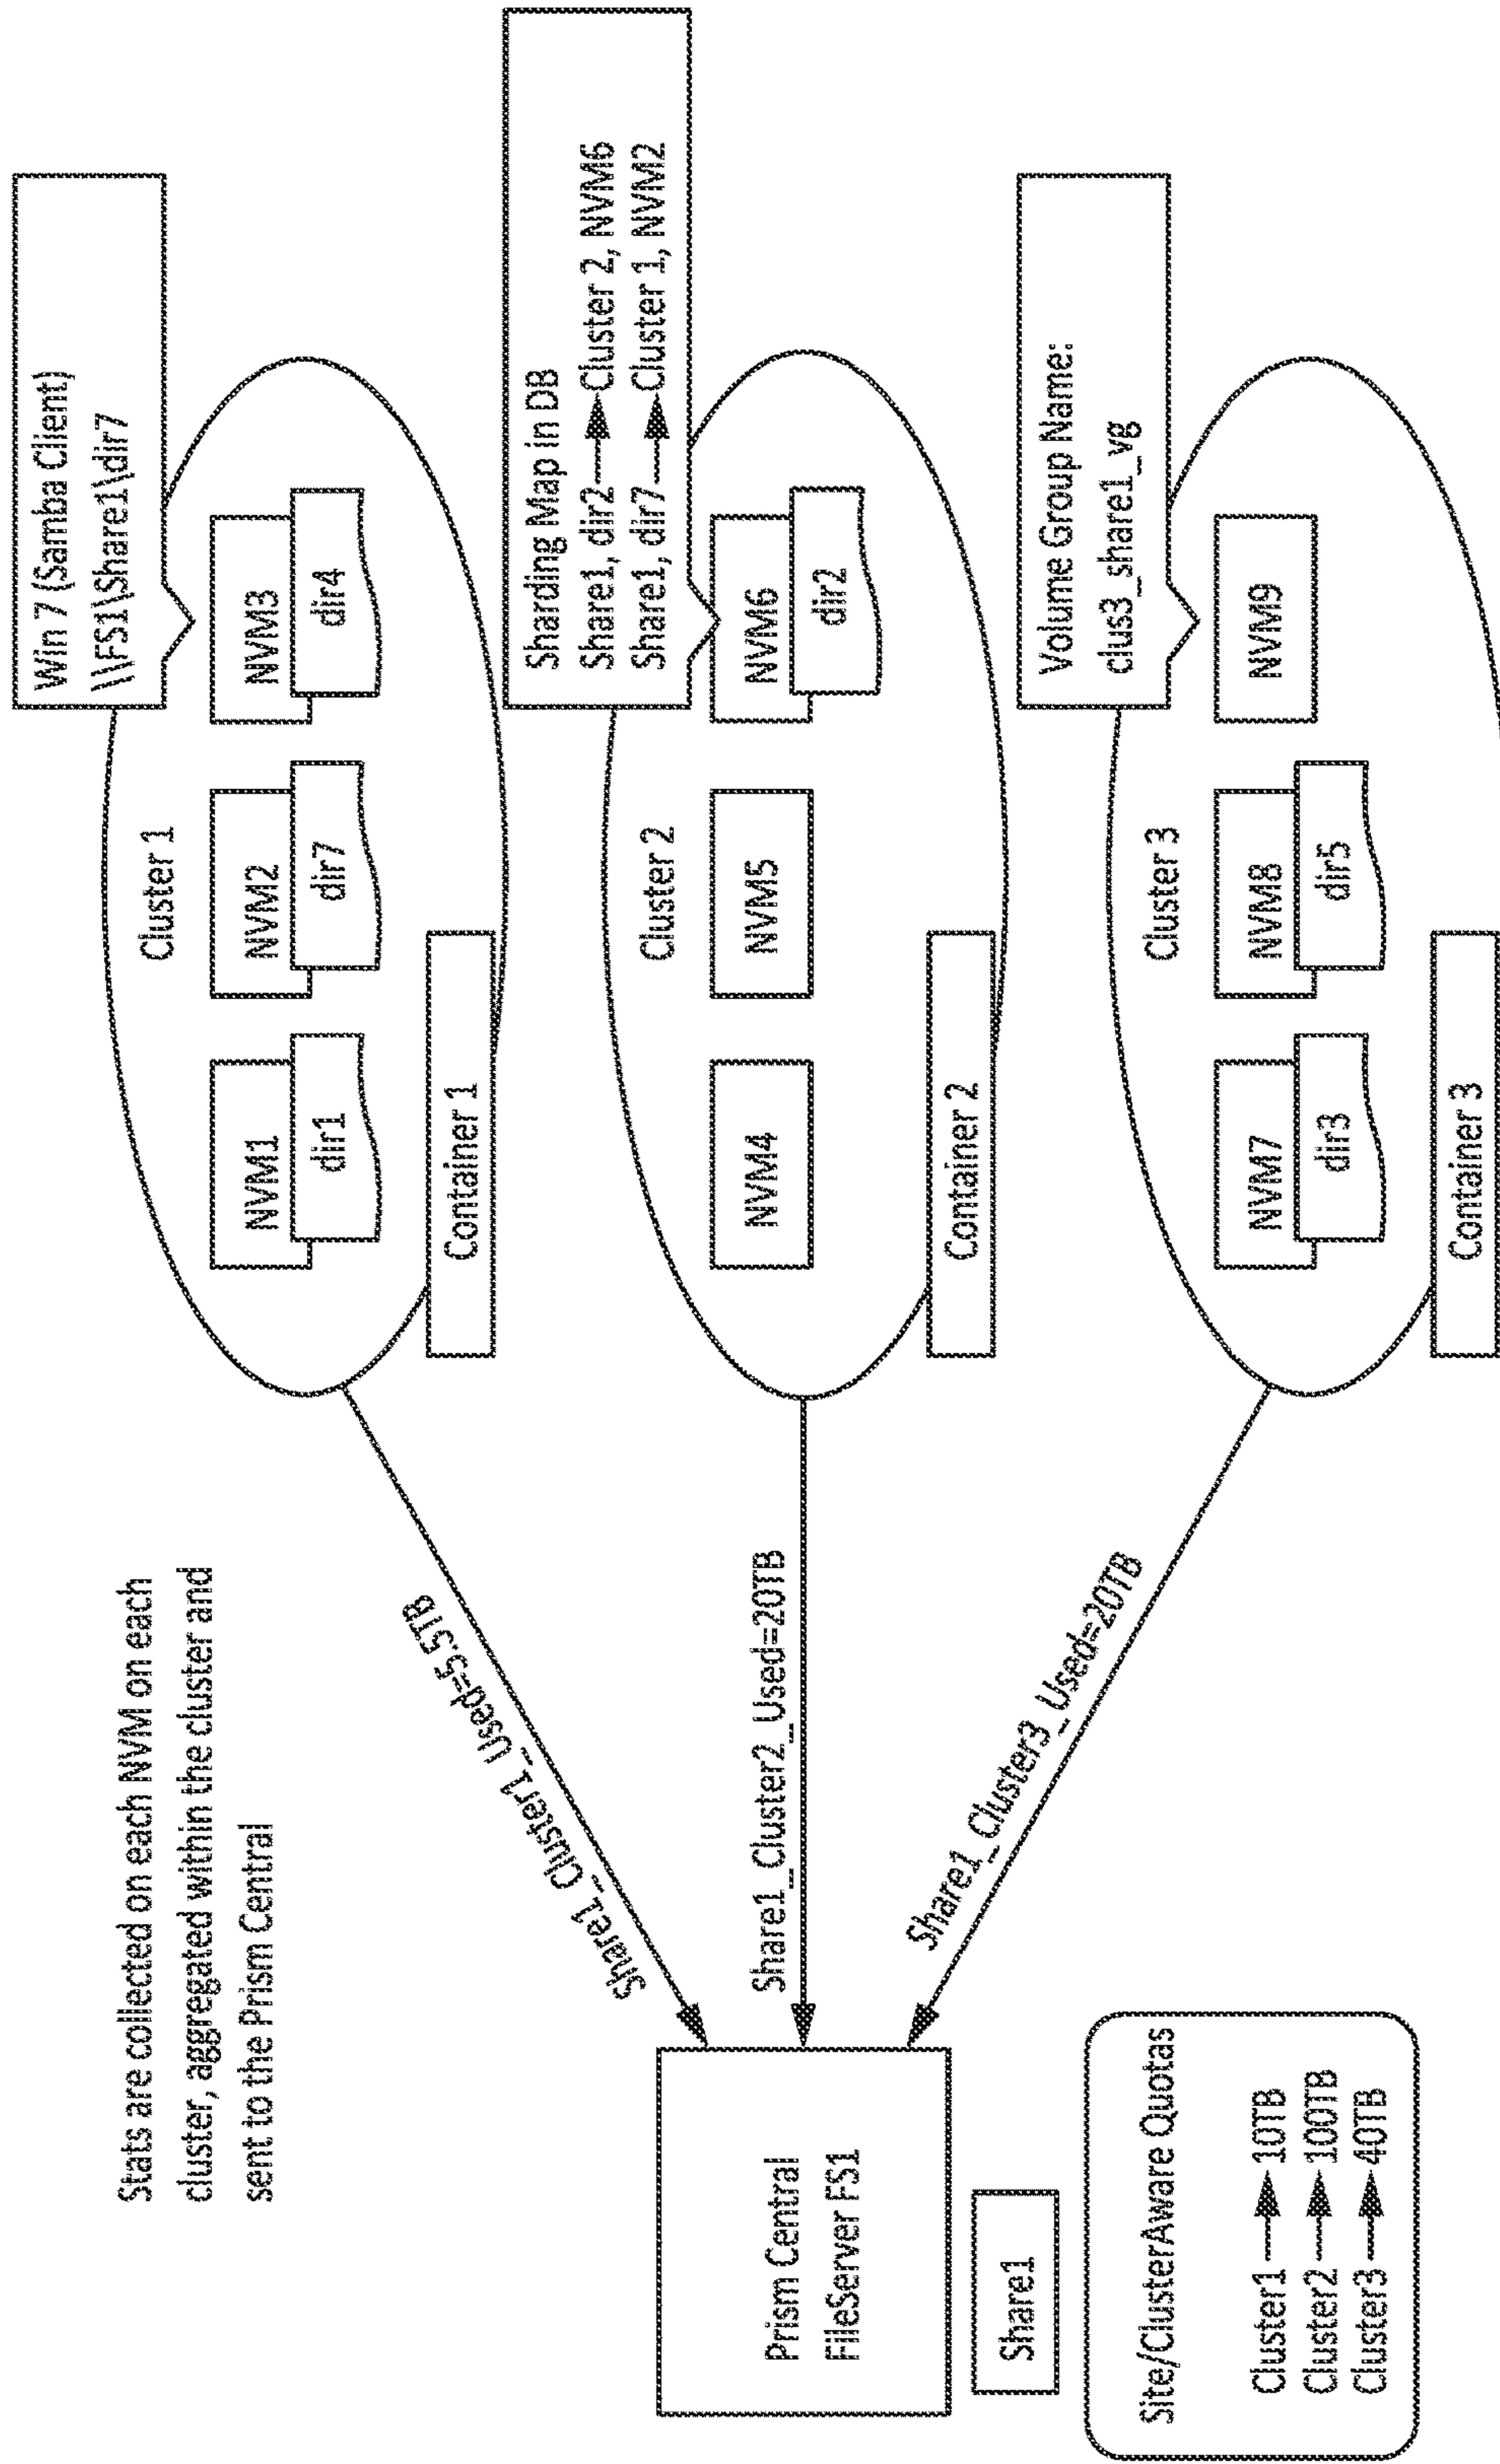 Stats are collected on each NVM on each
cluster, aggregated within the cluster and
sent to the Prism Central
Prism Central
FileServer FS1
Share1
Site/ClusterAware Quotas
Cluster1 → 10TB
Cluster2 → 100TB
Cluster3 → 40TB
Share1_Cluster1_Used=5.5TB
Share1_Cluster2_Used=20TB
Share1_Cluster3_Used=20TB
Win 7 (Samba Client)
\\FS1\Share1\dir7
Cluster 1
NVM1
dir1
NVM2
dir7
NVM3
dir4
Container 1
Sharding Map in DB
Share1, dir2 → Cluster 2, NVM6
Share1, dir7 → Cluster 1, NVM2
Cluster 2
NVM4
NVM5
NVM6
dir2
Container 2
Volume Group Name:
clus3_share1_vg
Cluster 3
NVM7
dir3
NVM8
dir5
NVM9
Container 3